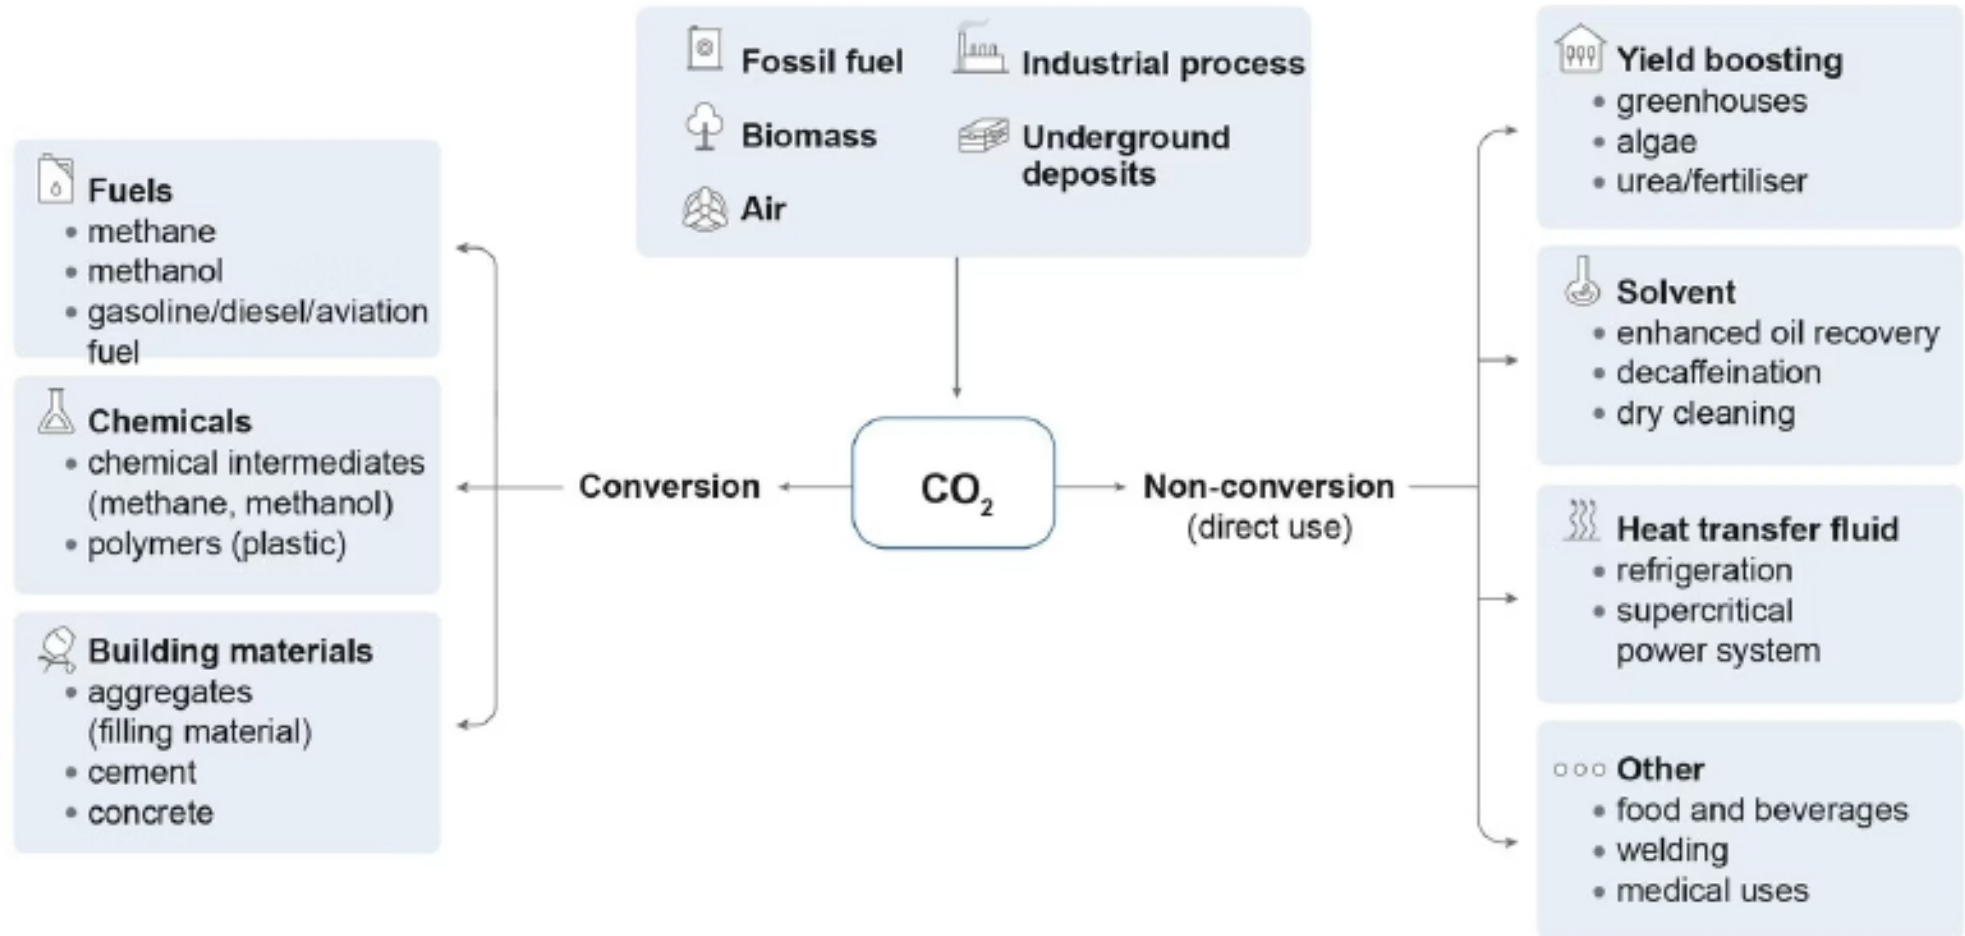 Fossil fuel
Industrial process
Biomass
Underground
deposits
Air
Fuels
• methane
• methanol
• gasoline/diesel/aviation
fuel
Chemicals
• chemical intermediates
(methane, methanol)
• polymers (plastic)
Building materials
• aggregates
(filling material)
• cement
• concrete
Conversion
CO₂
Non-conversion
(direct use)
Yield boosting
• greenhouses
• algae
• urea/fertiliser
Solvent
• enhanced oil recovery
• decaffeination
• dry cleaning
Heat transfer fluid
• refrigeration
• supercritical
power system
Other
• food and beverages
• welding
• medical uses